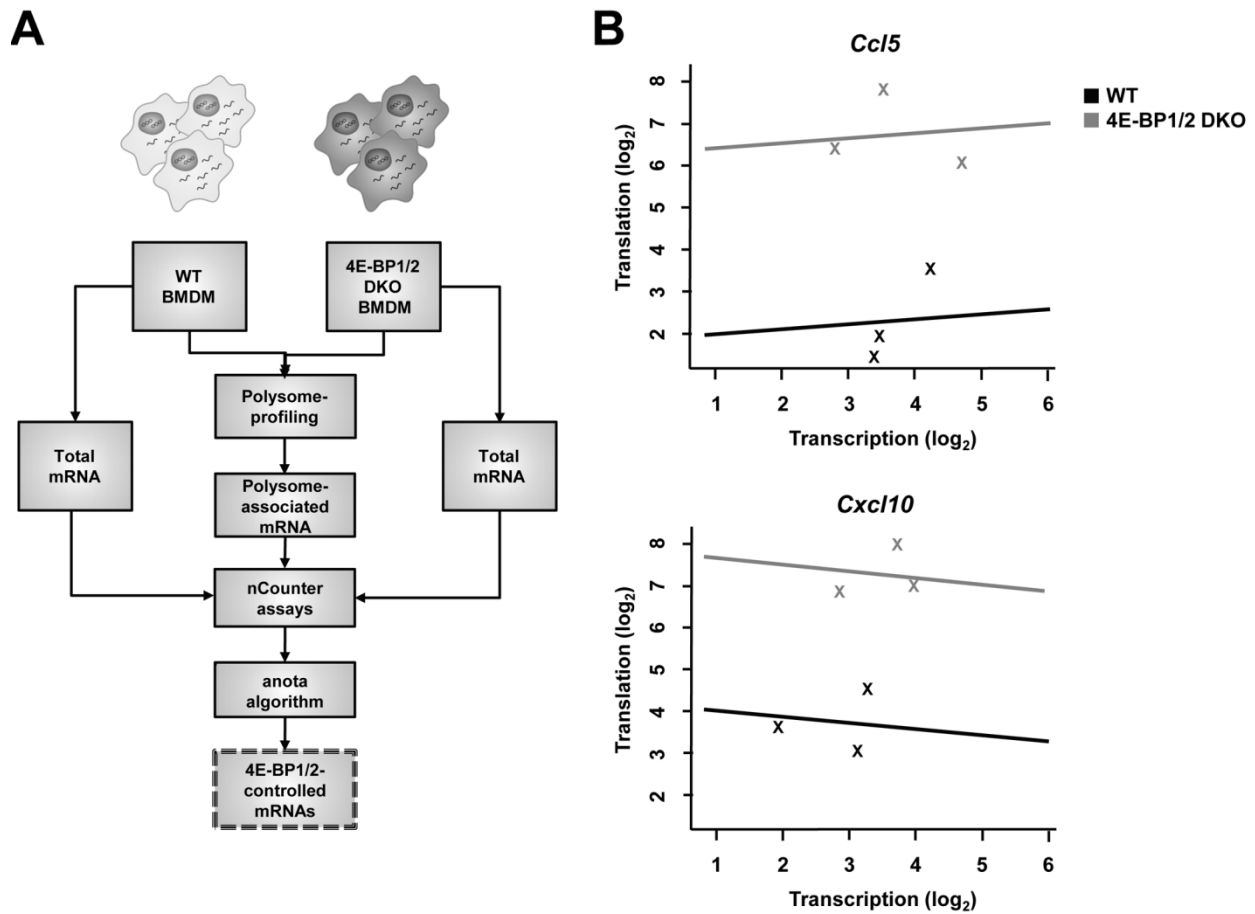 A
WT
BMDM
4E-BP1/2
DKO
BMDM
Polysome-
profiling
Total
mRNA
Total
mRNA
Polysome-
associated
mRNA
nCounter
assays
anota
algorithm
4E-BP1/2-
controlled
mRNAs
B
Ccl5
WT
4E-BP1/2 DKO
Translation (log2)
8
7
6
5
4
3
2
1 2 3 4 5 6
Transcription (log2)
Cxcl10
Translation (log2)
8
7
6
5
4
3
2
1 2 3 4 5 6
Transcription (log2)